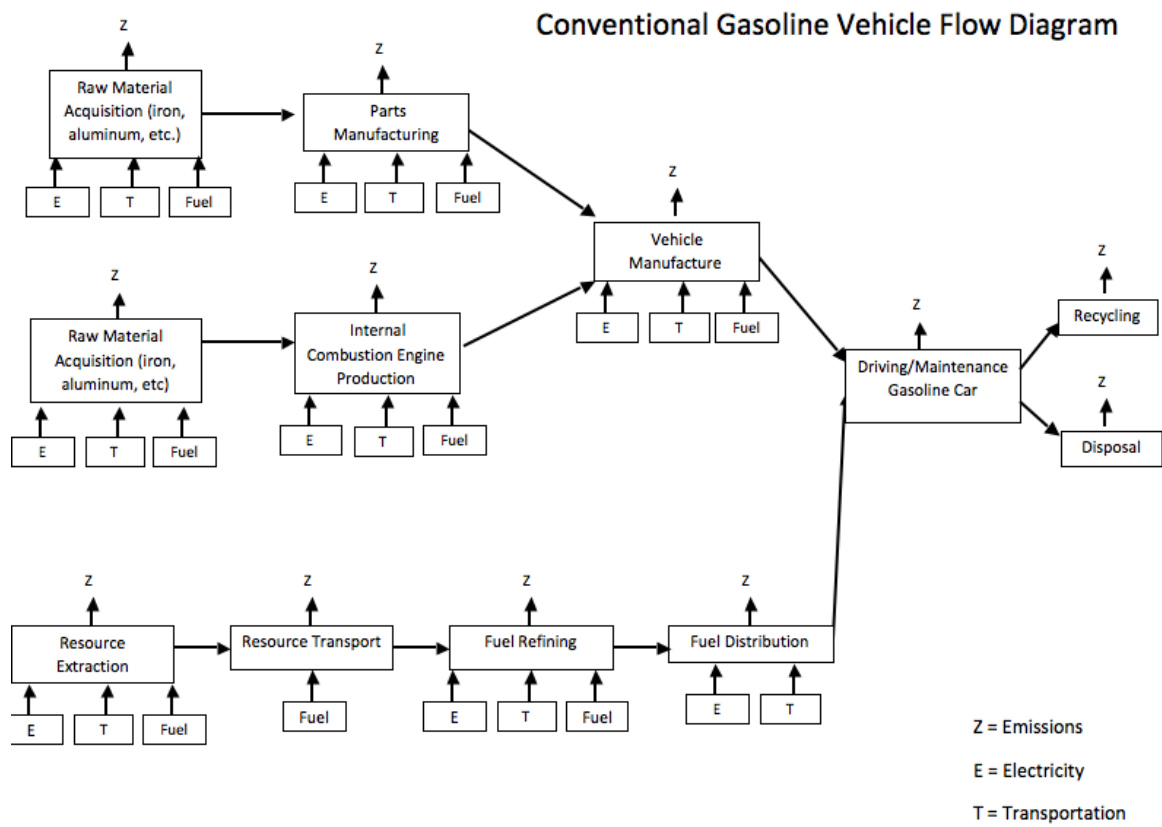 Conventional Gasoline Vehicle Flow Diagram
Z
Raw Material
Acquisition (iron,
aluminum, etc.)
E
T
Fuel
Z
Parts
Manufacturing
E
T
Fuel
Z
Vehicle
Manufacture
E
T
Fuel
Z
Raw Material
Acquisition (iron,
aluminum, etc)
E
T
Fuel
Z
Internal
Combustion Engine
Production
E
T
Fuel
Z
Driving/Maintenance
Gasoline Car
Z
Recycling
Z
Disposal
Z
Resource
Extraction
E
T
Fuel
Z
Resource Transport
Fuel
Z
Fuel Refining
E
T
Fuel
Z
Fuel Distribution
E
T
Z = Emissions
E = Electricity
T = Transportation